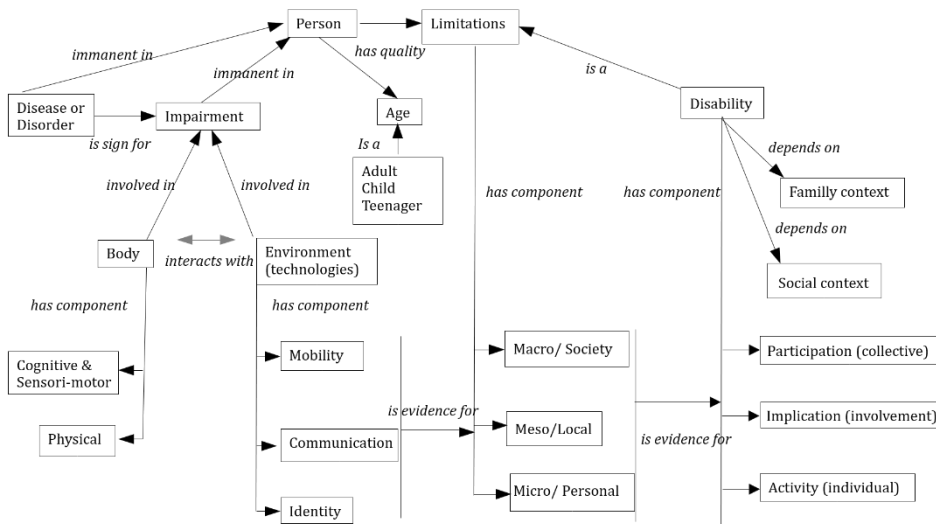 Person
Limitations
immanent in
has quality
immanent in
is a
Disease or
Disorder
Impairment
Age
Disability
is sign for
Is a
Adult
Child
Teenager
depends on
involved in
involved in
has component
has component
Familly context
depends on
Body
interacts with
Environment
(technologies)
Social context
has component
has component
Mobility
Macro/ Society
Participation (collective)
Cognitive &
Sensori-motor
is evidence for
Implication (involvement)
Physical
Communication
Meso/Local
is evidence for
Identity
Micro/ Personal
Activity (individual)